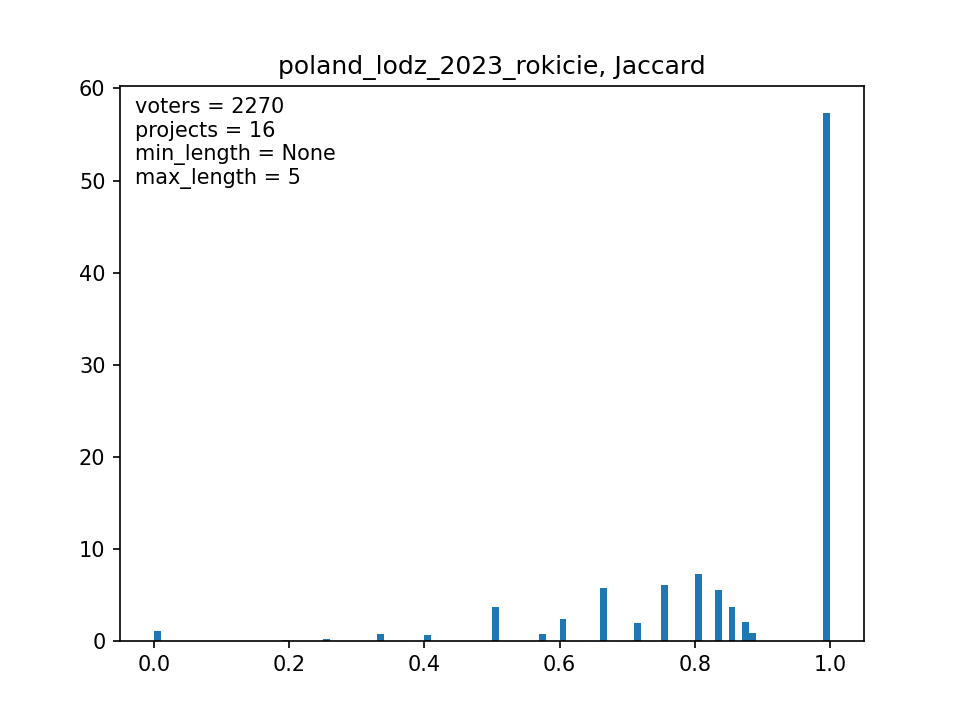 poland_lodz_2023_rokicie, Jaccard
60
voters = 2270
projects = 16
min_length = None
max_length = 5
50
40
30
20
10
0
0.0 0.2 0.4 0.6 0.8 1.0